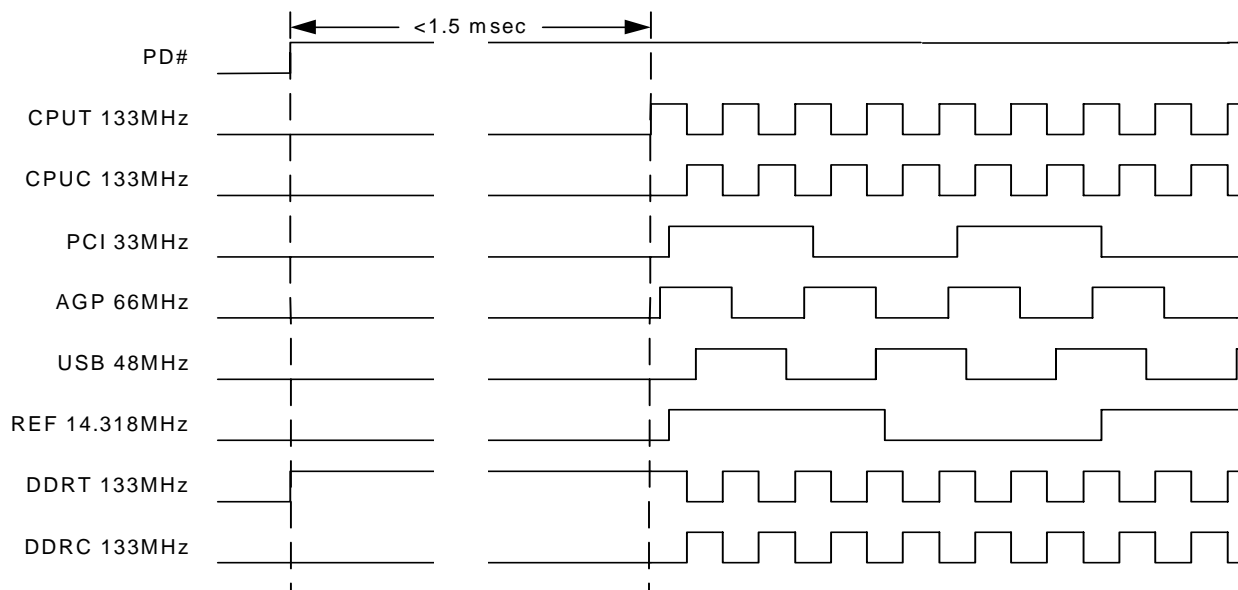 <1.5 msec
PD#
CPUT 133MHz
CPUC 133MHz
PCI 33MHz
AGP 66MHz
USB 48MHz
REF 14.318MHz
DDRT 133MHz
DDRC 133MHz